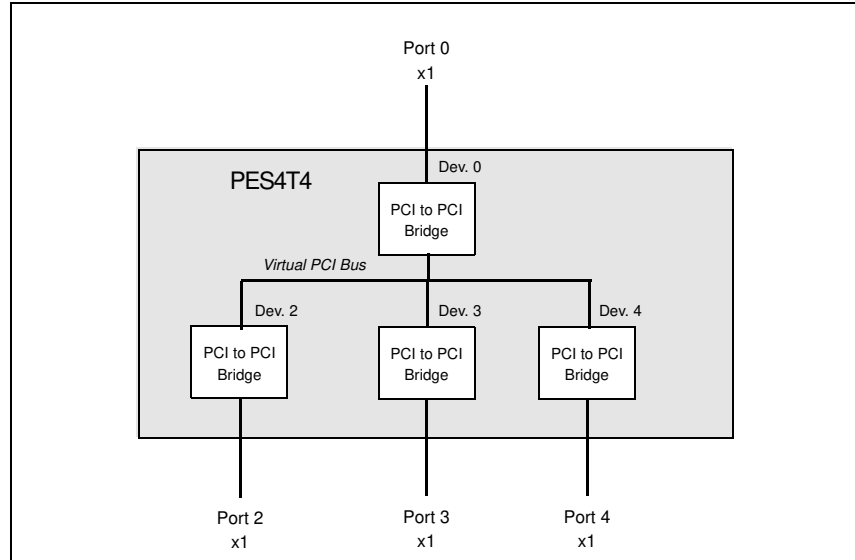 Port 0
x1
Dev. 0
PES4T4
PCI to PCI
Bridge
Virtual PCI Bus
Dev. 2
Dev. 3
Dev. 4
PCI to PCI
Bridge
PCI to PCI
Bridge
PCI to PCI
Bridge
Port 2
x1
Port 3
x1
Port 4
x1